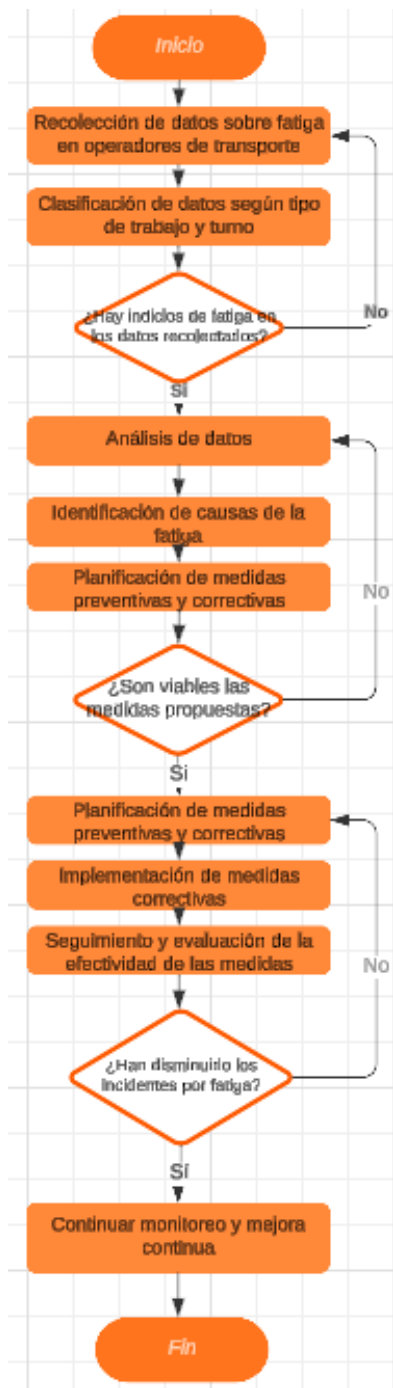 Inicio
Recolección de datos sobre fatiga
en operadores de transporte
Clasificación de datos según tipo
de trabajo y turno
¿Hay indicios de fatiga en
los datos recolectados?
No
Si
Análisis de datos
Identificación de causas de la
fatiga
Planificación de medidas
preventivas y correctivas
No
¿Son viables las
medidas propuestas?
Si
Planificación de medidas
preventivas y correctivas
Implementación de medidas
correctivas
Seguimiento y evaluación de la
efectividad de las medidas
No
¿Han disminuido los
incidentes por fatiga?
Sí
Continuar monitoreo y mejora
continua
Fin